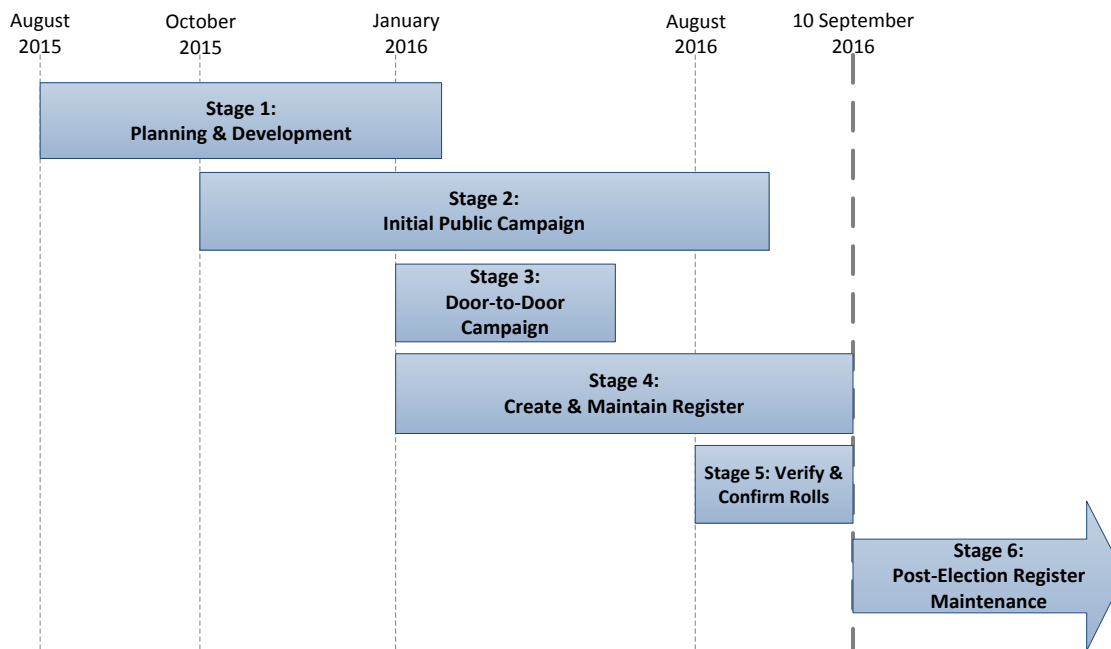 August
2015
October
2015
January
2016
August
2016
10 September
2016
Stage 1:
Planning & Development
Stage 2:
Initial Public Campaign
Stage 3:
Door-to-Door
Campaign
Stage 4:
Create & Maintain Register
Stage 5: Verify &
Confirm Rolls
Stage 6:
Post-Election Register
Maintenance